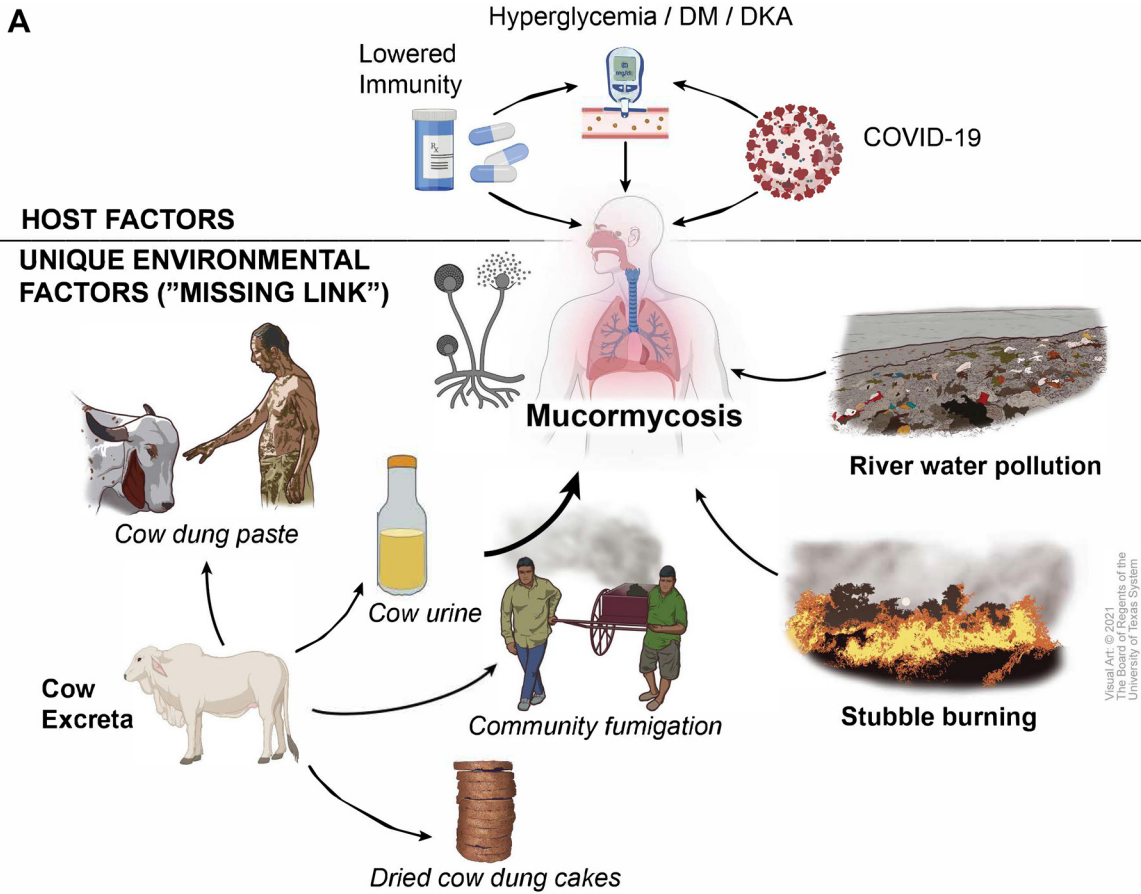 A
Hyperglycemia / DM / DKA
Lowered
Immunity
Rx
COVID-19
HOST FACTORS
UNIQUE ENVIRONMENTAL
FACTORS (”MISSING LINK”)
Mucormycosis
River water pollution
Cow dung paste
Cow urine
Cow
Excreta
Community fumigation
Stubble burning
Dried cow dung cakes
Visual Art: © 2021
The Board of Regents of the
University of Texas System